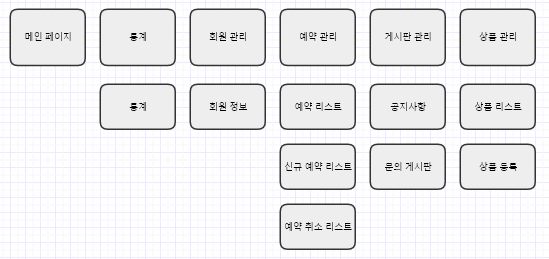 메인 페이지
통계
회원 관리
예약 관리
게시판 관리
상품 관리
통계
회원 정보
예약 리스트
공지사항
상품 리스트
신규 예약 리스트
문의 게시판
상품 등록
예약 취소 리스트